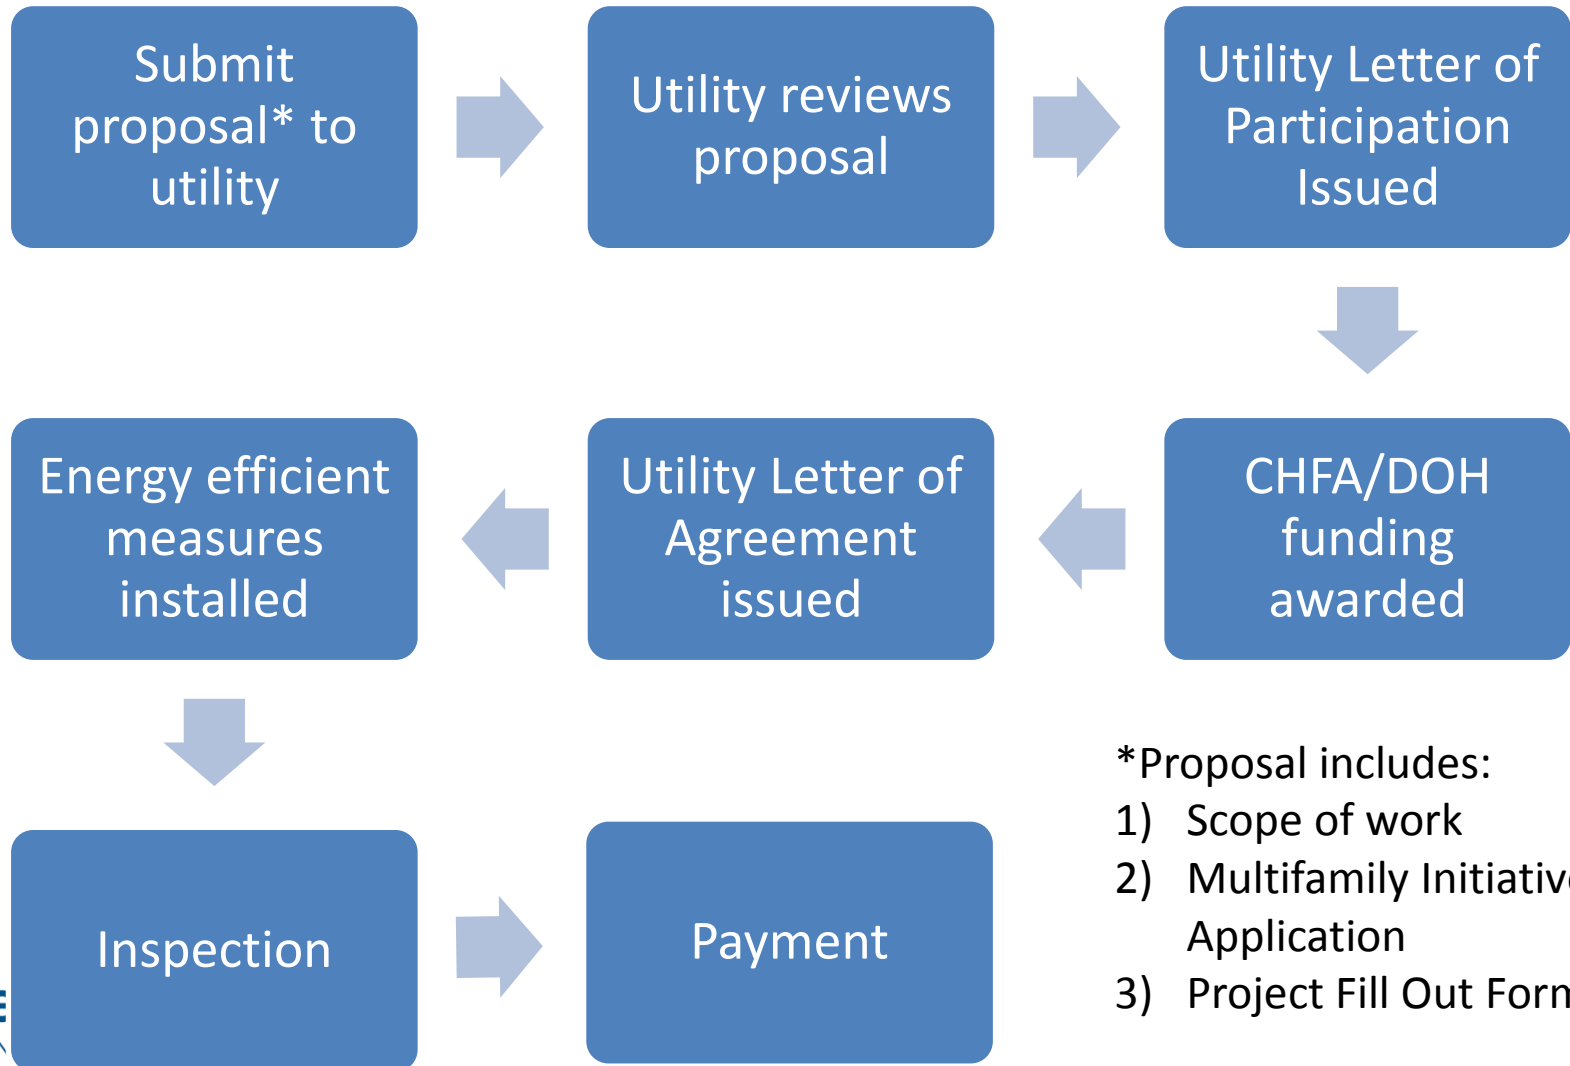 Submit
proposal* to
utility
Utility reviews
proposal
Utility Letter of
Participation
Issued
CHFA/DOH
funding
awarded
Utility Letter of
Agreement
issued
Energy efficient
measures
installed
Inspection
Payment
*Proposal includes:
1) Scope of work
2) Multifamily Initiative
Application
3) Project Fill Out Form